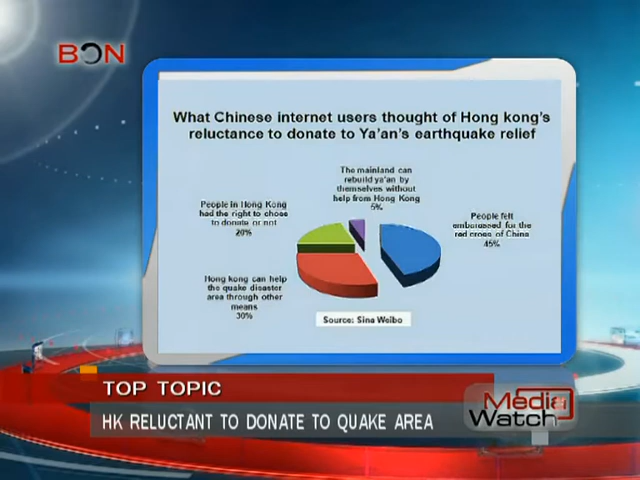 BON
What Chinese internet users thought of Hong kong's
reluctance to donate to Ya'an's earthquake relief
The mainland can
rebuild ya'an by
themselves without
help from Hong Kong
5%
People in Hong Kong
had the right to chose
to donate or not
20%
People felt
embarassed for the
red cross of China
45%
Hong kong can help
the quake disaster
area through other
means
30%
Source: Sina Weibo
TOP TOPIC
HK RELUCTANT TO DONATE TO QUAKE AREA
Media
Watch